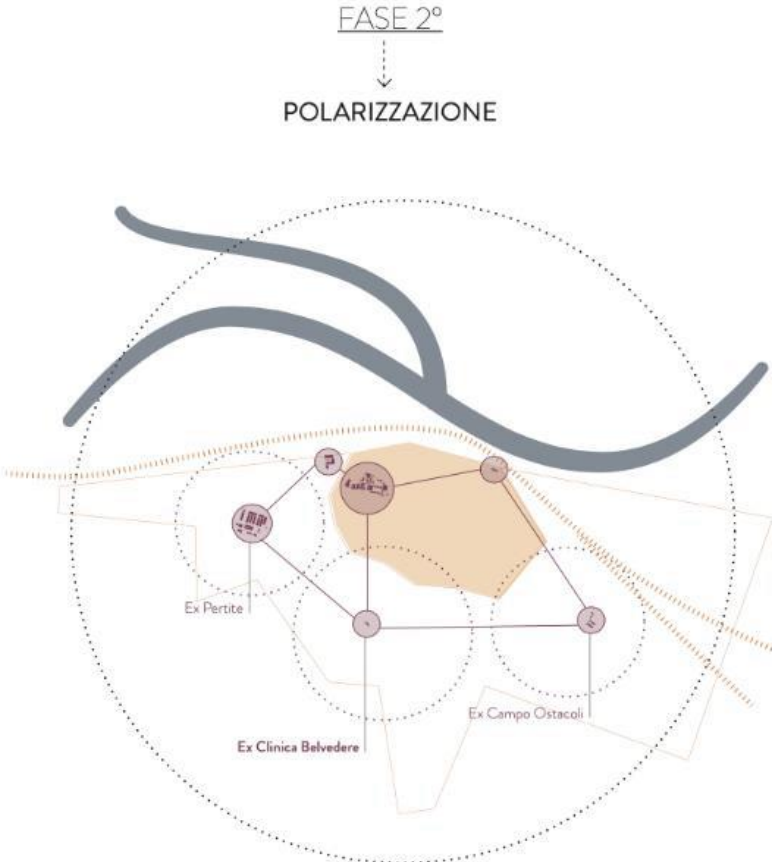 FASE 2°
POLARIZZAZIONE
Ex Pertite
Ex Campo Ostacoli
Ex Clinica Belvedere